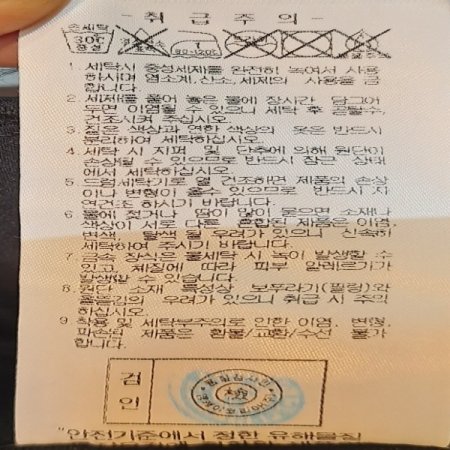 - 취 급 주 의 -
손세탁
30℃
중성
80-120℃
1. 세탁시 중성세제를 완전히 녹여서 사용
하시며 염소계, 산소, 세제의 사용을 금
합니다.
2. 세제를 풀어 놓은 물에 장시간 담그어
두면 이염될 수 있으니 세탁 후 곧탈수,
건조시켜 주십시오.
3. 짙은 색상과 연한 색상의 옷은 반드시
분리하여 세탁하십시오.
4. 세탁 시 지퍼 및 단추에 의해 원단이
손상될 수 있으므로 반드시 잠근 상태
에서 세탁하십시오.
5. 드럼세탁기로 열 건조하면 제품의 손상
이나 변형이 올수 있으므로 반드시 자
연건조 하시기 바랍니다.
6. 물에 젖거나 땀이 많이 묻으면 소재나
색상이 서로 다른 혼합된 제품은 이염,
변색, 탈색 될 우려가 있으니 신속히
세탁하여 주시기 바랍니다.
7. 금속 장식은 물세탁 시 녹이 발생할 수
있고, 체질에 따라 피부 알레르기가
발생할 수 있습니다.
8. 원단 소재 특성상 보푸라기(필링)와
올뜯김의 우려가 있으니 취급 시 주의
하십시오.
9. 착용 및 세탁부주의로 인한 이염, 변형,
파손된 제품은 환불/교환/수선 불가
합니다.
검
인
"안전기준에서 정한 유해물질